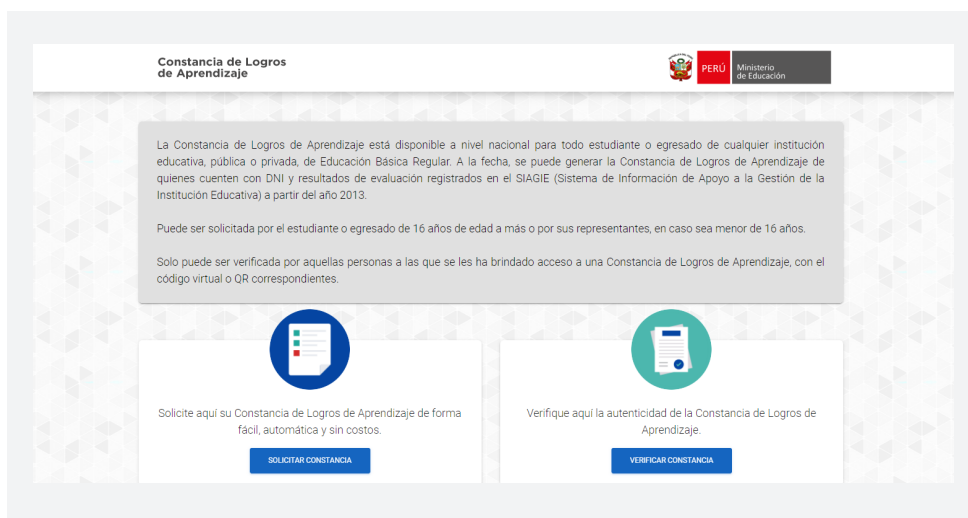 Constancia de Logros
de Aprendizaje
PERÚ
Ministerio
de Educación
La Constancia de Logros de Aprendizaje está disponible a nivel nacional para todo estudiante o egresado de cualquier institución
educativa, pública o privada, de Educación Básica Regular. A la fecha, se puede generar la Constancia de Logros de Aprendizaje de
quienes cuenten con DNI y resultados de evaluación registrados en el SIAGIE (Sistema de Información de Apoyo a la Gestión de la
Institución Educativa) a partir del año 2013.
Puede ser solicitada por el estudiante o egresado de 16 años de edad a más o por sus representantes, en caso sea menor de 16 años.
Solo puede ser verificada por aquellas personas a las que se les ha brindado acceso a una Constancia de Logros de Aprendizaje, con el
código virtual o QR correspondientes.
Solicite aquí su Constancia de Logros de Aprendizaje de forma
fácil, automática y sin costos.
SOLICITAR CONSTANCIA
Verifique aquí la autenticidad de la Constancia de Logros de
Aprendizaje.
VERIFICAR CONSTANCIA